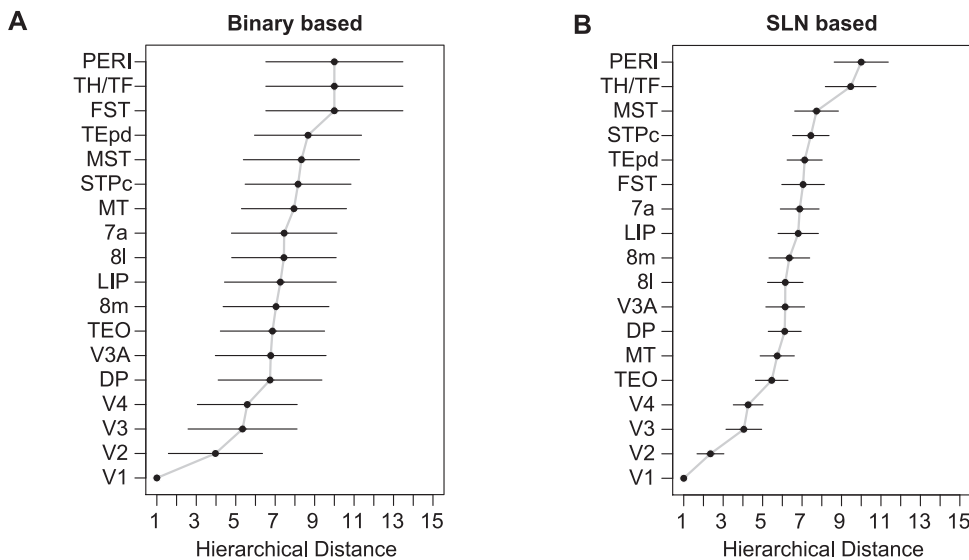 A
Binary based
PERI
TH/TF
FST
TEpd
MST
STPc
MT
7a
8l
LIP
8m
TEO
V3A
DP
V4
V3
V2
V1
1 3 5 7 9 11 13 15
Hierarchical Distance
B
SLN based
PERI
TH/TF
MST
STPc
TEpd
FST
7a
LIP
8m
8l
V3A
DP
MT
TEO
V4
V3
V2
V1
1 3 5 7 9 11 13 15
Hierarchical Distance